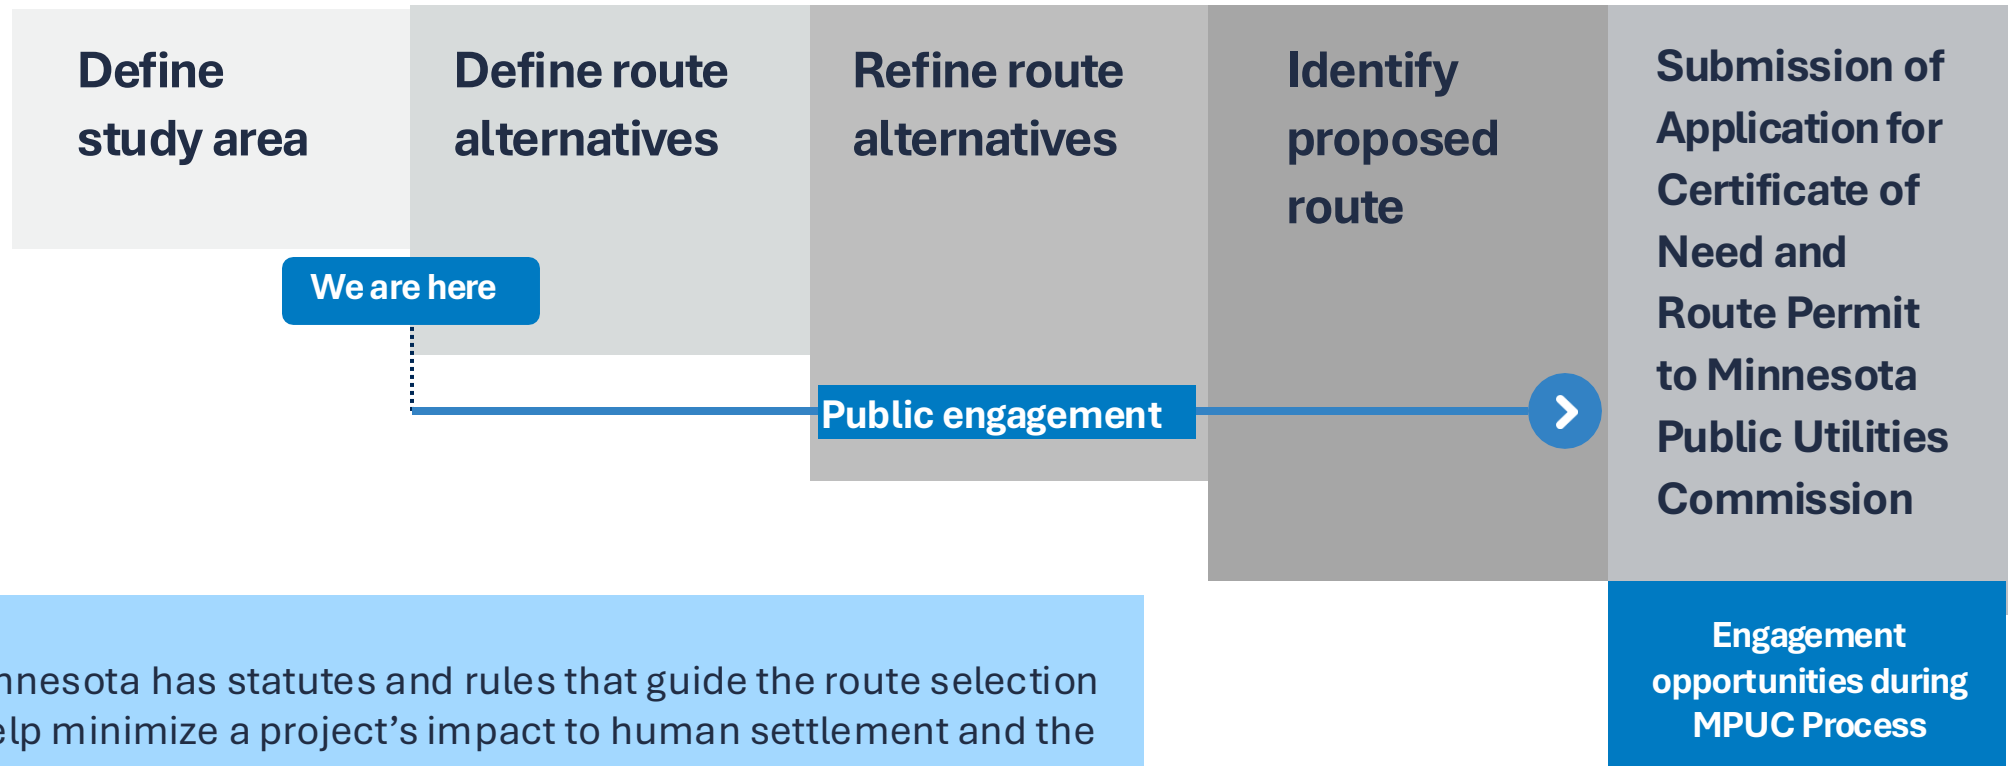 Define
study area
Define route
alternatives
Refine route
alternatives
Identify
proposed
route
Submission of
Application for
Certificate of
Need and
Route Permit
to Minnesota
Public Utilities
Commission
We are here
Public engagement
Engagement
opportunities during
MPUC Process
nnesota has statutes and rules that guide the route selection
elp minimize a project’s impact to human settlement and the